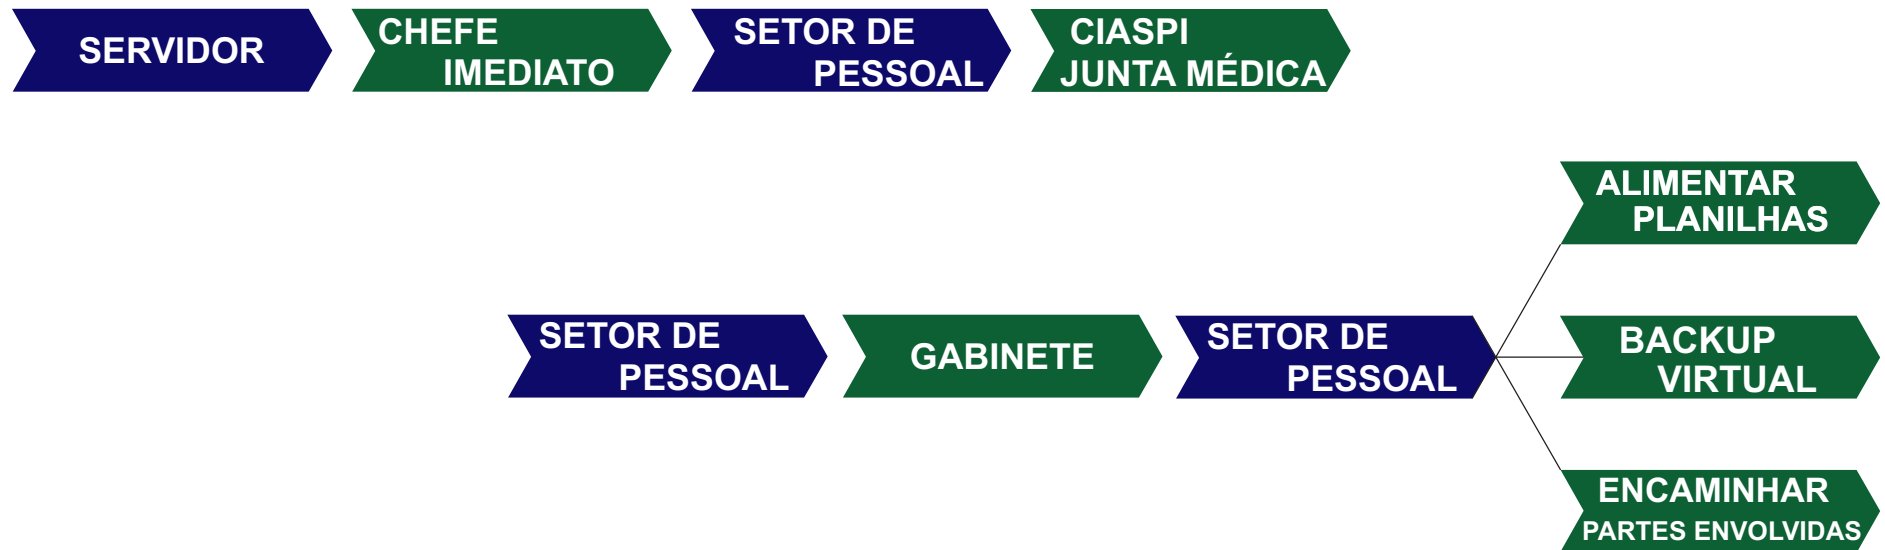 SERVIDOR
CHEFE
IMEDIATO
SETOR DE
PESSOAL
CIASPI
JUNTA MÉDICA
SETOR DE
PESSOAL
GABINETE
SETOR DE
PESSOAL
ALIMENTAR
PLANILHAS
BACKUP
VIRTUAL
ENCAMINHAR
PARTES ENVOLVIDAS